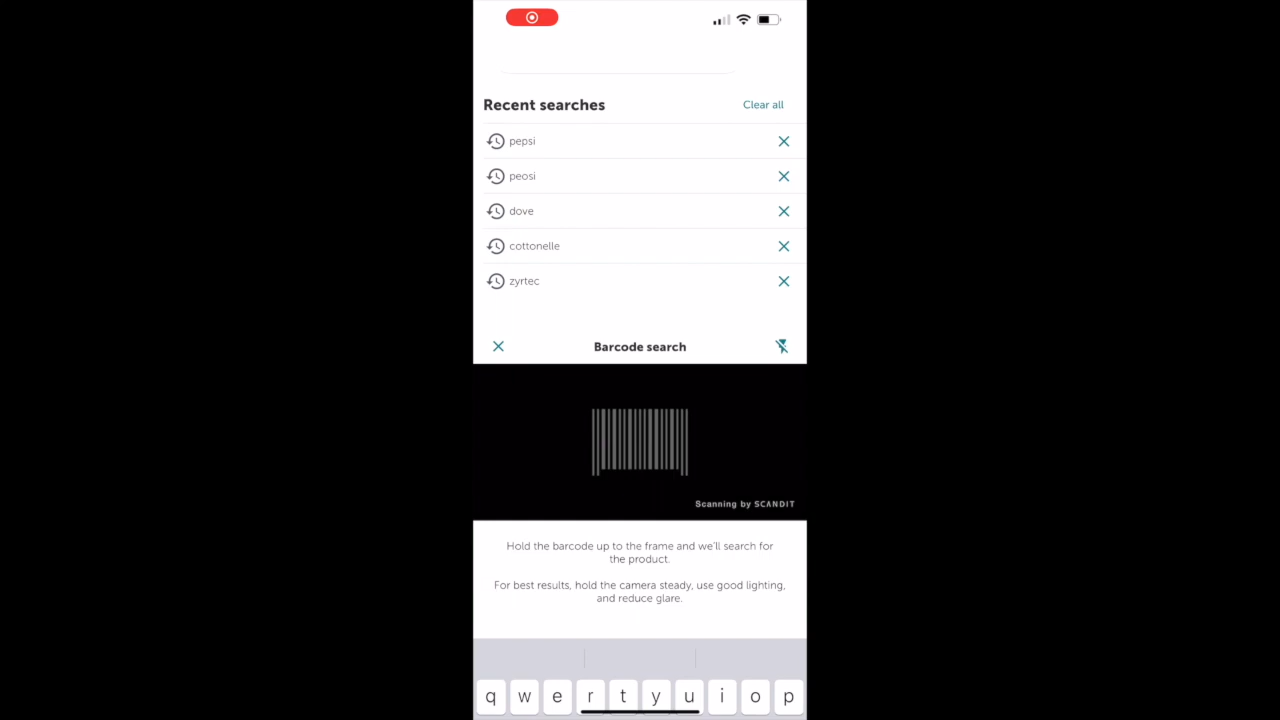 Recent searches
Clear all
pepsi
peosi
dove
cottonelle
zyrtec
Barcode search
Scanning by SCANDIT
Hold the barcode up to the frame and we'll search for
the product.
For best results, hold the camera steady, use good lighting,
and reduce glare.
q w e r t y u i o p